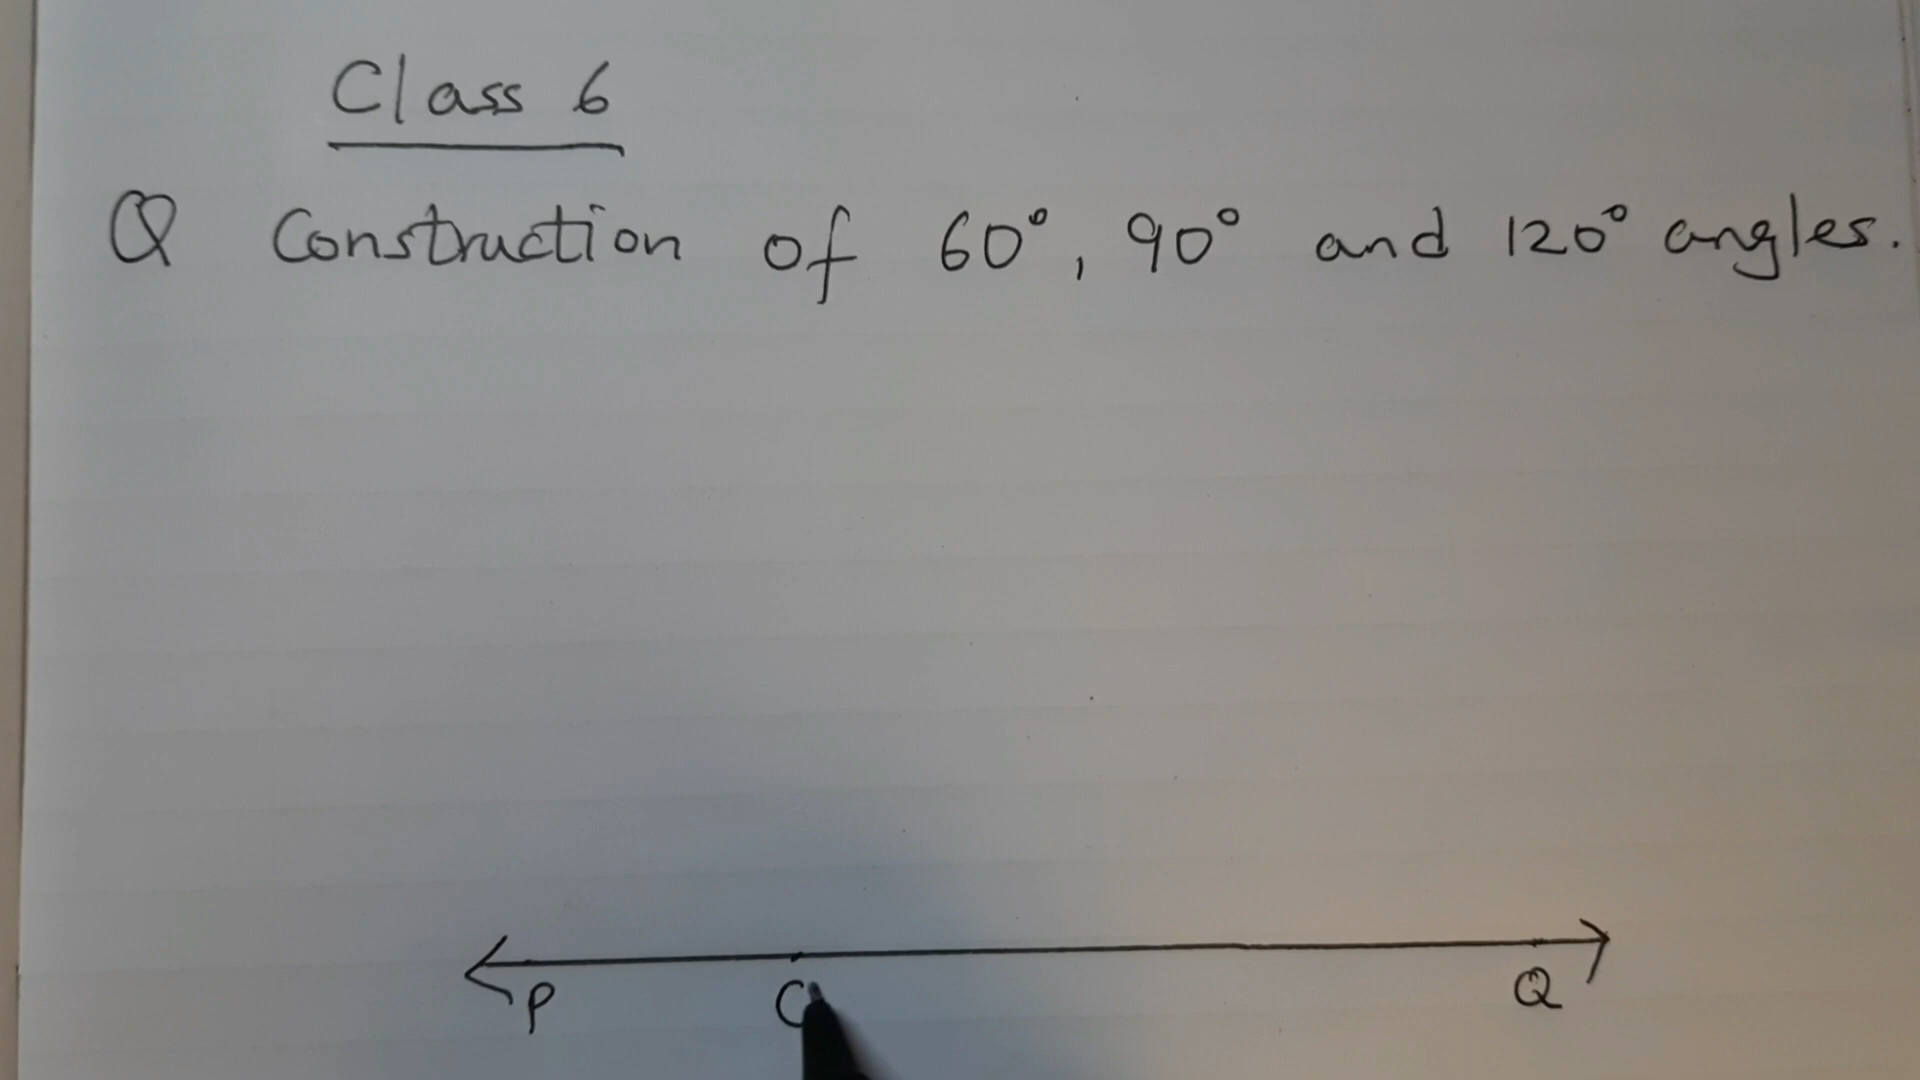 Class 6
Q Construction of 60°, 90° and 120° angles.
P Q